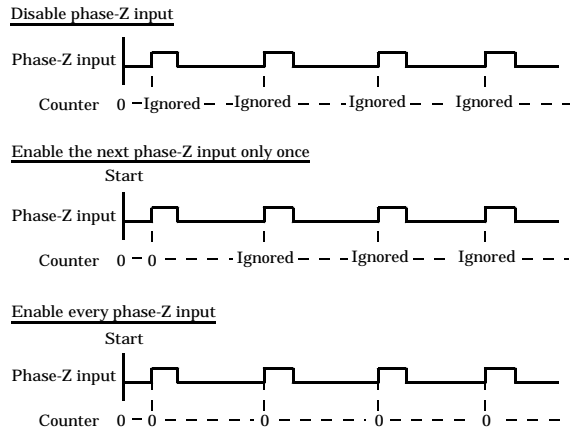 Disable phase-Z input
Phase-Z input
Counter 0 Ignored Ignored Ignored Ignored
Enable the next phase-Z input only once
Start
Phase-Z input
Counter 0 0 Ignored Ignored Ignored
Enable every phase-Z input
Start
Phase-Z input
Counter 0 0 0 0 0